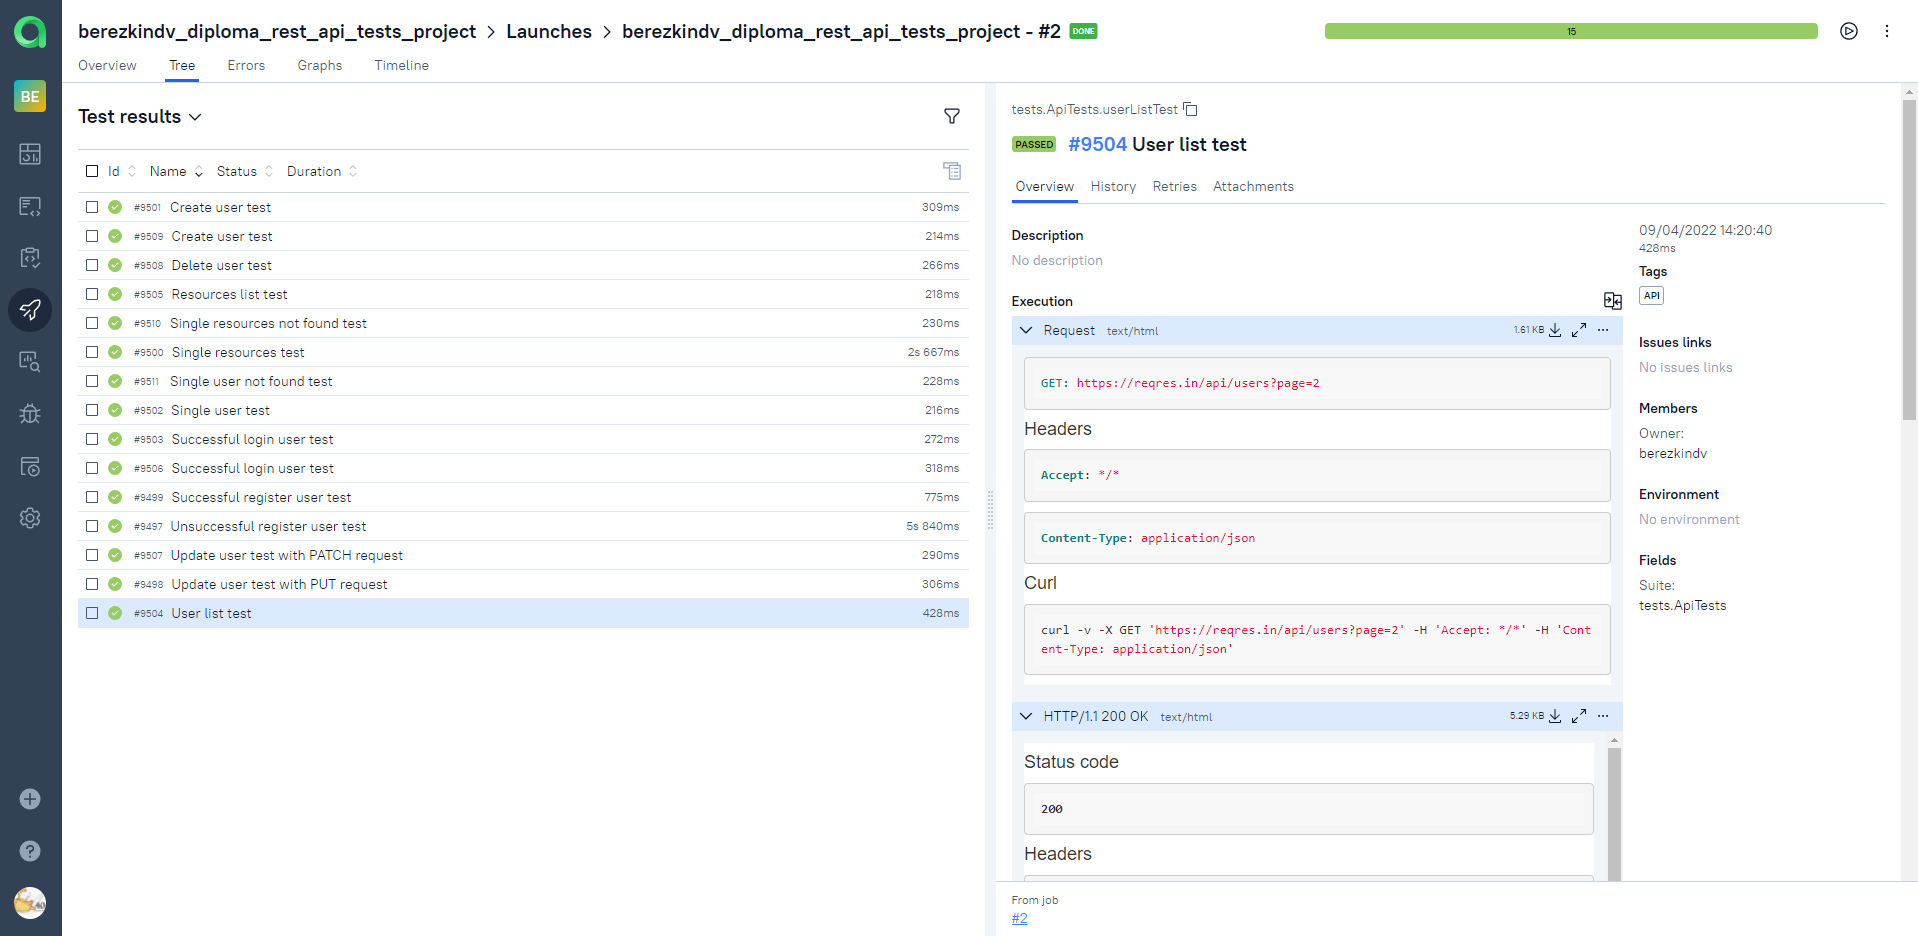 berezkindv_diploma_rest_api_tests_project > Launches > berezkindv_diploma_rest_api_tests_project - #2 DONE
15
Overview Tree Errors Graphs Timeline
BE
Test results
Id Name Status Duration
#9501 Create user test 309ms
#9509 Create user test 214ms
#9508 Delete user test 266ms
#9505 Resources list test 218ms
#9510 Single resources not found test 230ms
#9500 Single resources test 2s 667ms
#9511 Single user not found test 228ms
#9502 Single user test 216ms
#9503 Successful login user test 272ms
#9506 Successful login user test 318ms
#9499 Successful register user test 775ms
#9497 Unsuccessful register user test 5s 840ms
#9507 Update user test with PATCH request 290ms
#9498 Update user test with PUT request 306ms
#9504 User list test 428ms
tests.ApiTests.userListTest
PASSED #9504 User list test
Overview History Retries Attachments
Description
No description
Execution
Request text/html 1.61 KB
GET: https://reqres.in/api/users?page=2
Headers
Accept: */*
Content-Type: application/json
Curl
curl -v -X GET 'https://reqres.in/api/users?page=2' -H 'Accept: */*' -H 'Cont
ent-Type: application/json'
HTTP/1.1 200 OK text/html 5.29 KB
Status code
200
Headers
09/04/2022 14:20:40
428ms
Tags
API
Issues links
No issues links
Members
Owner:
berezkindv
Environment
No environment
Fields
Suite:
tests.ApiTests
From job
#2